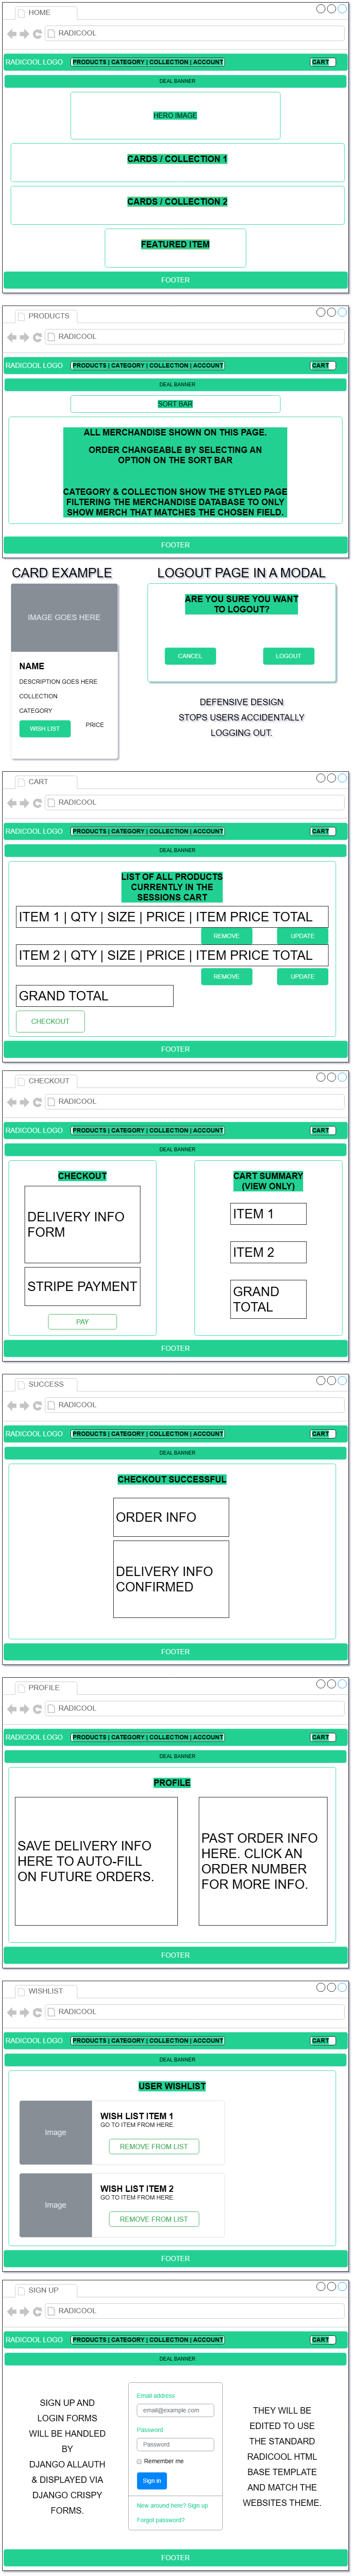 HOME
RADICOOL
RADICOOL LOGO PRODUCTS | CATEGORY | COLLECTION | ACCOUNT CART
DEAL BANNER
HERO IMAGE
CARDS / COLLECTION 1
CARDS / COLLECTION 2
FEATURED ITEM
FOOTER
PRODUCTS
RADICOOL
RADICOOL LOGO PRODUCTS | CATEGORY | COLLECTION | ACCOUNT CART
DEAL BANNER
SORT BAR
ALL MERCHANDISE SHOWN ON THIS PAGE.
ORDER CHANGEABLE BY SELECTING AN
OPTION ON THE SORT BAR
CATEGORY & COLLECTION SHOW THE STYLED PAGE
FILTERING THE MERCHANDISE DATABASE TO ONLY
SHOW MERCH THAT MATCHES THE CHOSEN FIELD.
FOOTER
CARD EXAMPLE
IMAGE GOES HERE
NAME
DESCRIPTION GOES HERE
COLLECTION
CATEGORY
WISH LIST PRICE
LOGOUT PAGE IN A MODAL
ARE YOU SURE YOU WANT
TO LOGOUT?
CANCEL LOGOUT
DEFENSIVE DESIGN
STOPS USERS ACCIDENTALLY
LOGGING OUT.
CART
RADICOOL
RADICOOL LOGO PRODUCTS | CATEGORY | COLLECTION | ACCOUNT CART
DEAL BANNER
LIST OF ALL PRODUCTS
CURRENTLY IN THE
SESSIONS CART
ITEM 1 | QTY | SIZE | PRICE | ITEM PRICE TOTAL
REMOVE UPDATE
ITEM 2 | QTY | SIZE | PRICE | ITEM PRICE TOTAL
REMOVE UPDATE
GRAND TOTAL
CHECKOUT
FOOTER
CHECKOUT
RADICOOL
RADICOOL LOGO PRODUCTS | CATEGORY | COLLECTION | ACCOUNT CART
DEAL BANNER
CHECKOUT
DELIVERY INFO
FORM
STRIPE PAYMENT
PAY
CART SUMMARY
(VIEW ONLY)
ITEM 1
ITEM 2
GRAND
TOTAL
FOOTER
SUCCESS
RADICOOL
RADICOOL LOGO PRODUCTS | CATEGORY | COLLECTION | ACCOUNT CART
DEAL BANNER
CHECKOUT SUCCESSFUL
ORDER INFO
DELIVERY INFO
CONFIRMED
FOOTER
PROFILE
RADICOOL
RADICOOL LOGO PRODUCTS | CATEGORY | COLLECTION | ACCOUNT CART
DEAL BANNER
PROFILE
SAVE DELIVERY INFO
HERE TO AUTO-FILL
ON FUTURE ORDERS.
PAST ORDER INFO
HERE. CLICK AN
ORDER NUMBER
FOR MORE INFO.
FOOTER
WISHLIST
RADICOOL
RADICOOL LOGO PRODUCTS | CATEGORY | COLLECTION | ACCOUNT CART
DEAL BANNER
USER WISHLIST
Image
WISH LIST ITEM 1
GO TO ITEM FROM HERE.
REMOVE FROM LIST
Image
WISH LIST ITEM 2
GO TO ITEM FROM HERE.
REMOVE FROM LIST
FOOTER
SIGN UP
RADICOOL
RADICOOL LOGO PRODUCTS | CATEGORY | COLLECTION | ACCOUNT CART
DEAL BANNER
SIGN UP AND
LOGIN FORMS
WILL BE HANDLED
BY
DJANGO ALLAUTH
& DISPLAYED VIA
DJANGO CRISPY
FORMS.
Email address
email@example.com
Password
Password
Remember me
Sign in
New around here? Sign up
Forgot password?
THEY WILL BE
EDITED TO USE
THE STANDARD
RADICOOL HTML
BASE TEMPLATE
AND MATCH THE
WEBSITES THEME.
FOOTER